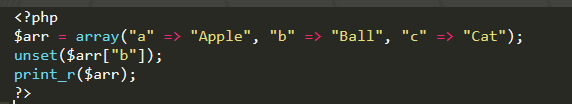 <?php
$arr = array("a" => "Apple", "b" => "Ball", "c" => "Cat");
unset($arr["b"]);
print_r($arr);
?>